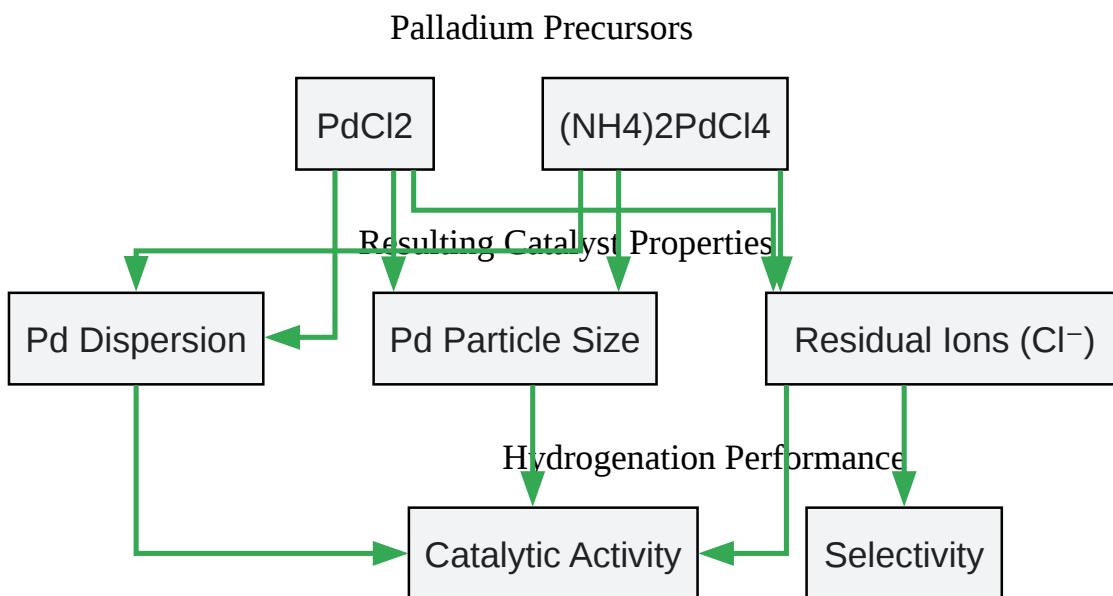 Palladium Precursors
PdCl2
(NH4)2PdCl4
Resulting Catalyst Properties
Pd Dispersion
Pd Particle Size
Residual Ions (Cl⁻)
Hydrogenation Performance
Catalytic Activity
Selectivity